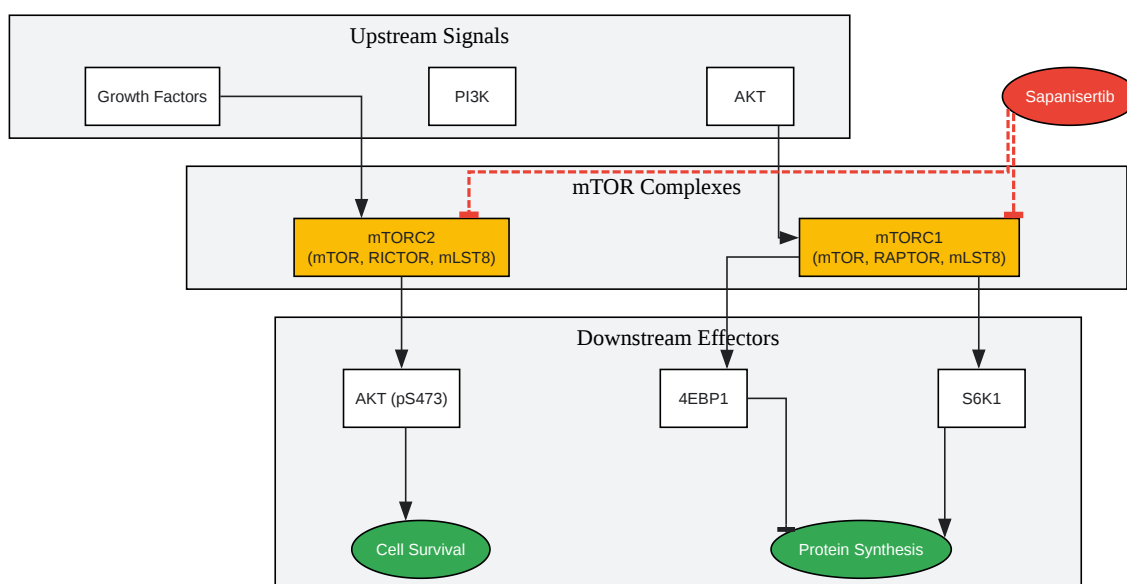 Upstream Signals
Growth Factors
PI3K
AKT
Sapanisertib
mTOR Complexes
mTORC2
(mTOR, RICTOR, mLST8)
mTORC1
(mTOR, RAPTOR, mLST8)
Downstream Effectors
AKT (pS473)
4EBP1
S6K1
Cell Survival
Protein Synthesis